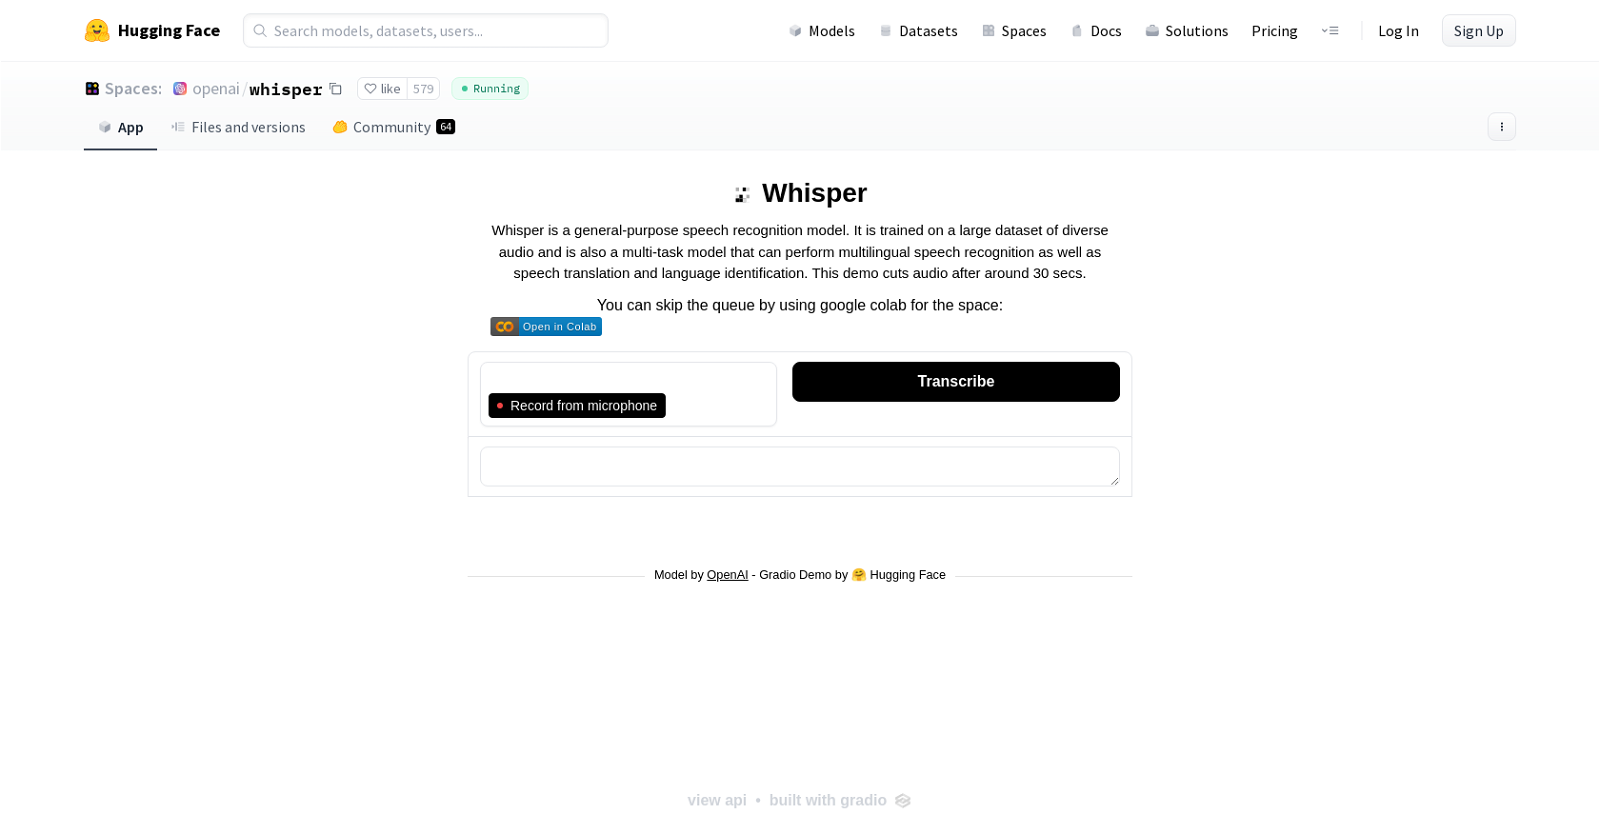 Hugging Face
Search models, datasets, users...
Models
Datasets
Spaces
Docs
Solutions
Pricing
Log In
Sign Up
Spaces:
openai/whisper
like
579
Running
App
Files and versions
Community
64
Whisper
Whisper is a general-purpose speech recognition model. It is trained on a large dataset of diverse
audio and is also a multi-task model that can perform multilingual speech recognition as well as
speech translation and language identification. This demo cuts audio after around 30 secs.
You can skip the queue by using google colab for the space:
Open in Colab
Record from microphone
Transcribe
Model by OpenAI - Gradio Demo by 🤗 Hugging Face
view api • built with gradio